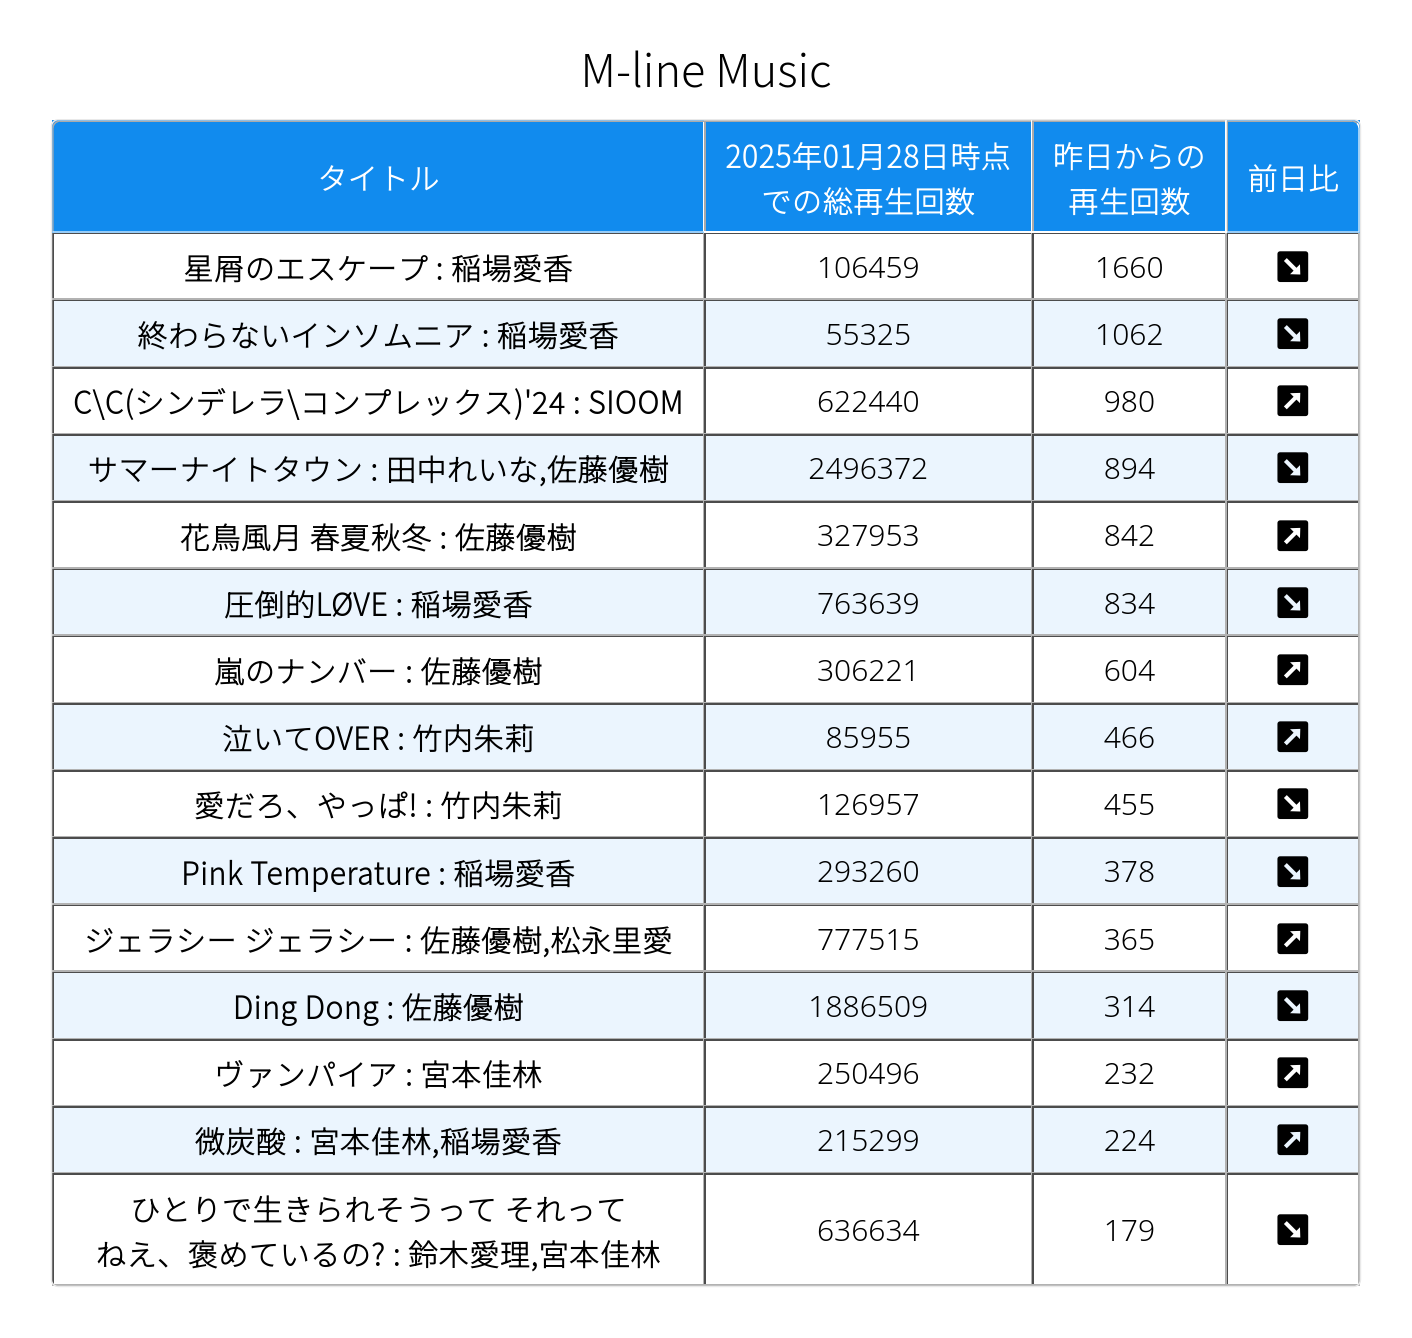 M-line Music
タイトル
2025年01月28日時点
での総再生回数
昨日からの
再生回数
前日比
星屑のエスケープ : 稲場愛香 106459 1660 ↘
終わらないインソムニア : 稲場愛香 55325 1062 ↘
C\C(シンデレラ\コンプレックス)'24 : SIOOM 622440 980 ↗
サマーナイトタウン : 田中れいな,佐藤優樹 2496372 894 ↘
花鳥風月 春夏秋冬 : 佐藤優樹 327953 842 ↗
圧倒的LØVE : 稲場愛香 763639 834 ↘
嵐のナンバー : 佐藤優樹 306221 604 ↗
泣いてOVER : 竹内朱莉 85955 466 ↗
愛だろ、やっぱ! : 竹内朱莉 126957 455 ↘
Pink Temperature : 稲場愛香 293260 378 ↘
ジェラシー ジェラシー : 佐藤優樹,松永里愛 777515 365 ↗
Ding Dong : 佐藤優樹 1886509 314 ↘
ヴァンパイア : 宮本佳林 250496 232 ↗
微炭酸 : 宮本佳林,稲場愛香 215299 224 ↗
ひとりで生きられそうって それって
ねえ、褒めているの? : 鈴木愛理,宮本佳林 636634 179 ↘